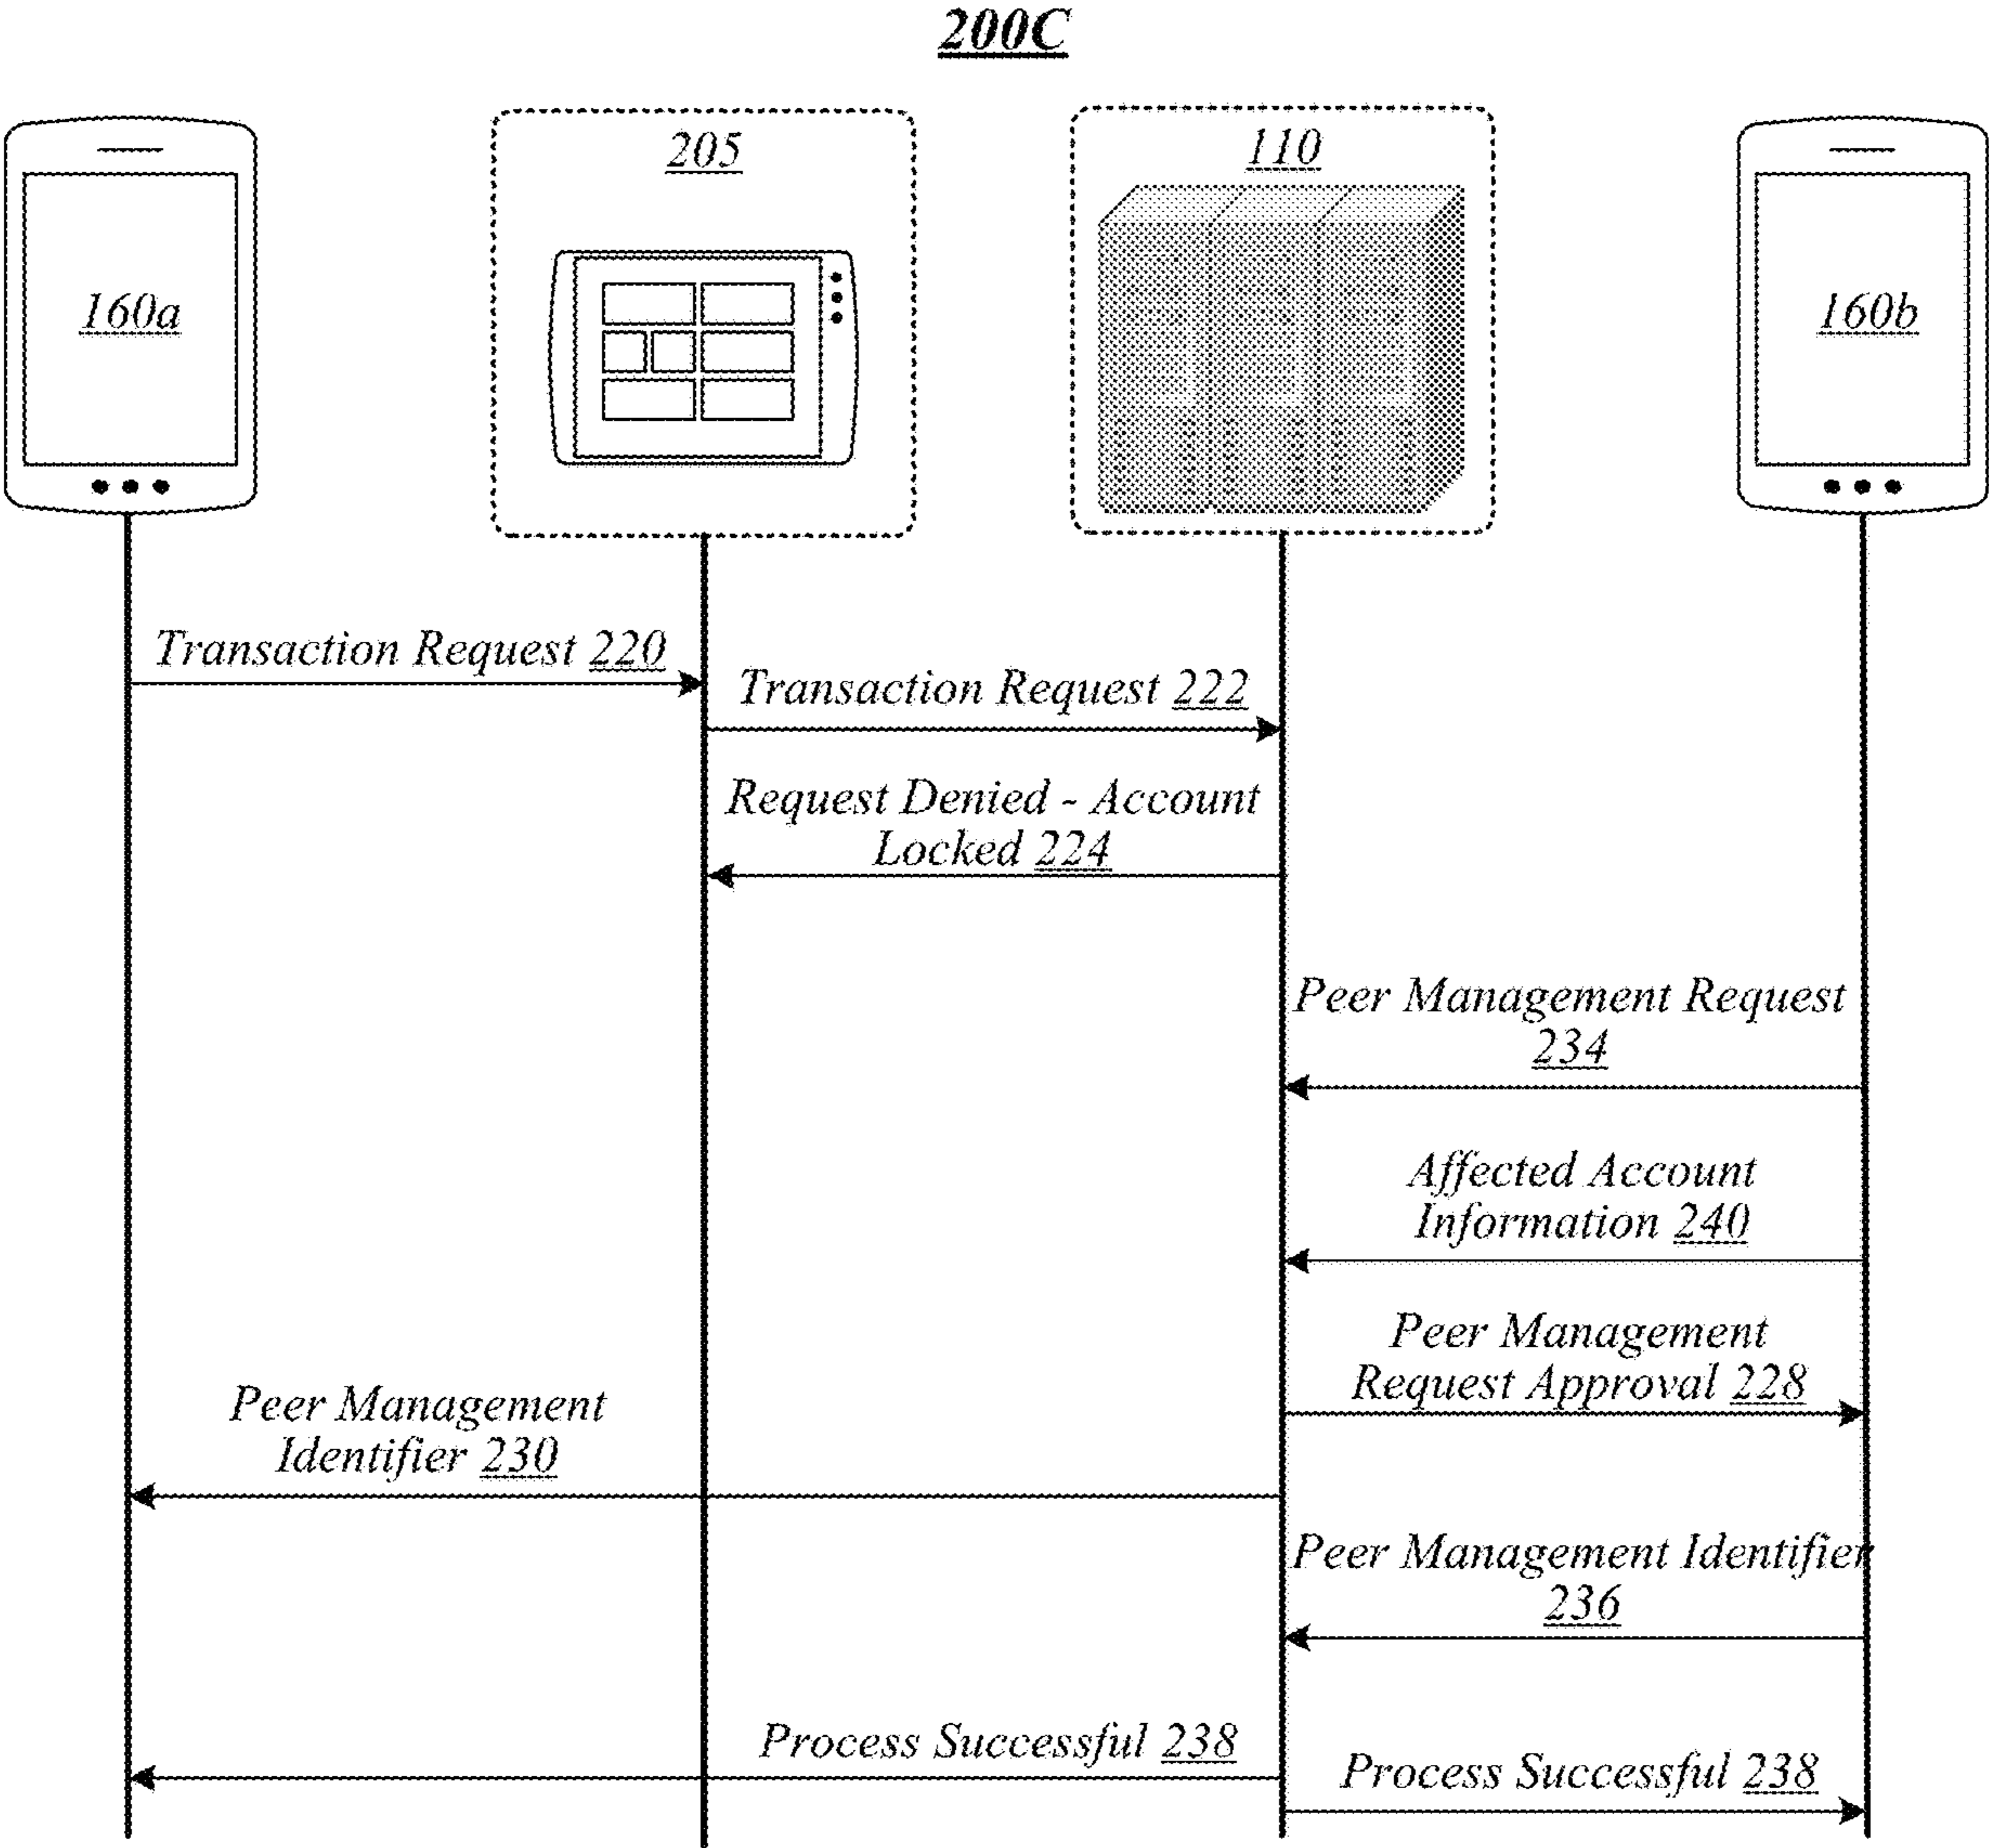 200C
160a
205
110
160b
Transaction Request 220
Transaction Request 222
Request Denied - Account
Locked 224
Peer Management Request
234
Affected Account
Information 240
Peer Management
Request Approval 228
Peer Management
Identifier 230
Peer Management Identifier
236
Process Successful 238
Process Successful 238